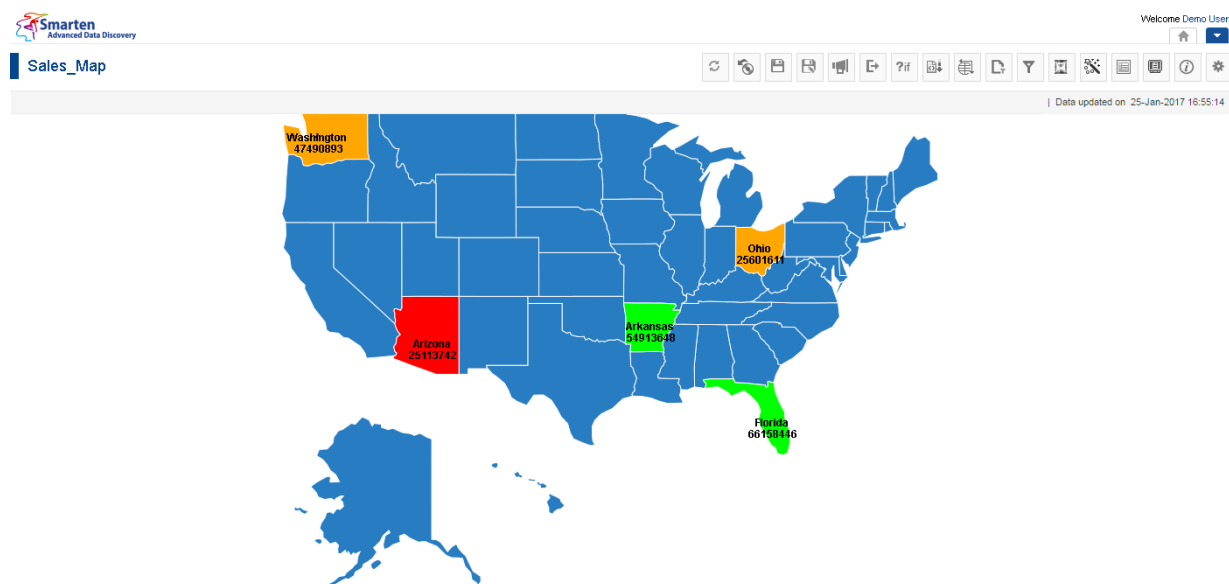 Smarten
Advanced Data Discovery
Welcome Demo User
Sales_Map
?if
| Data updated on 25-Jan-2017 16:55:14
Washington
47490893
Ohio
25601611
Arkansas
54913648
Arizona
25113742
Florida
66158446